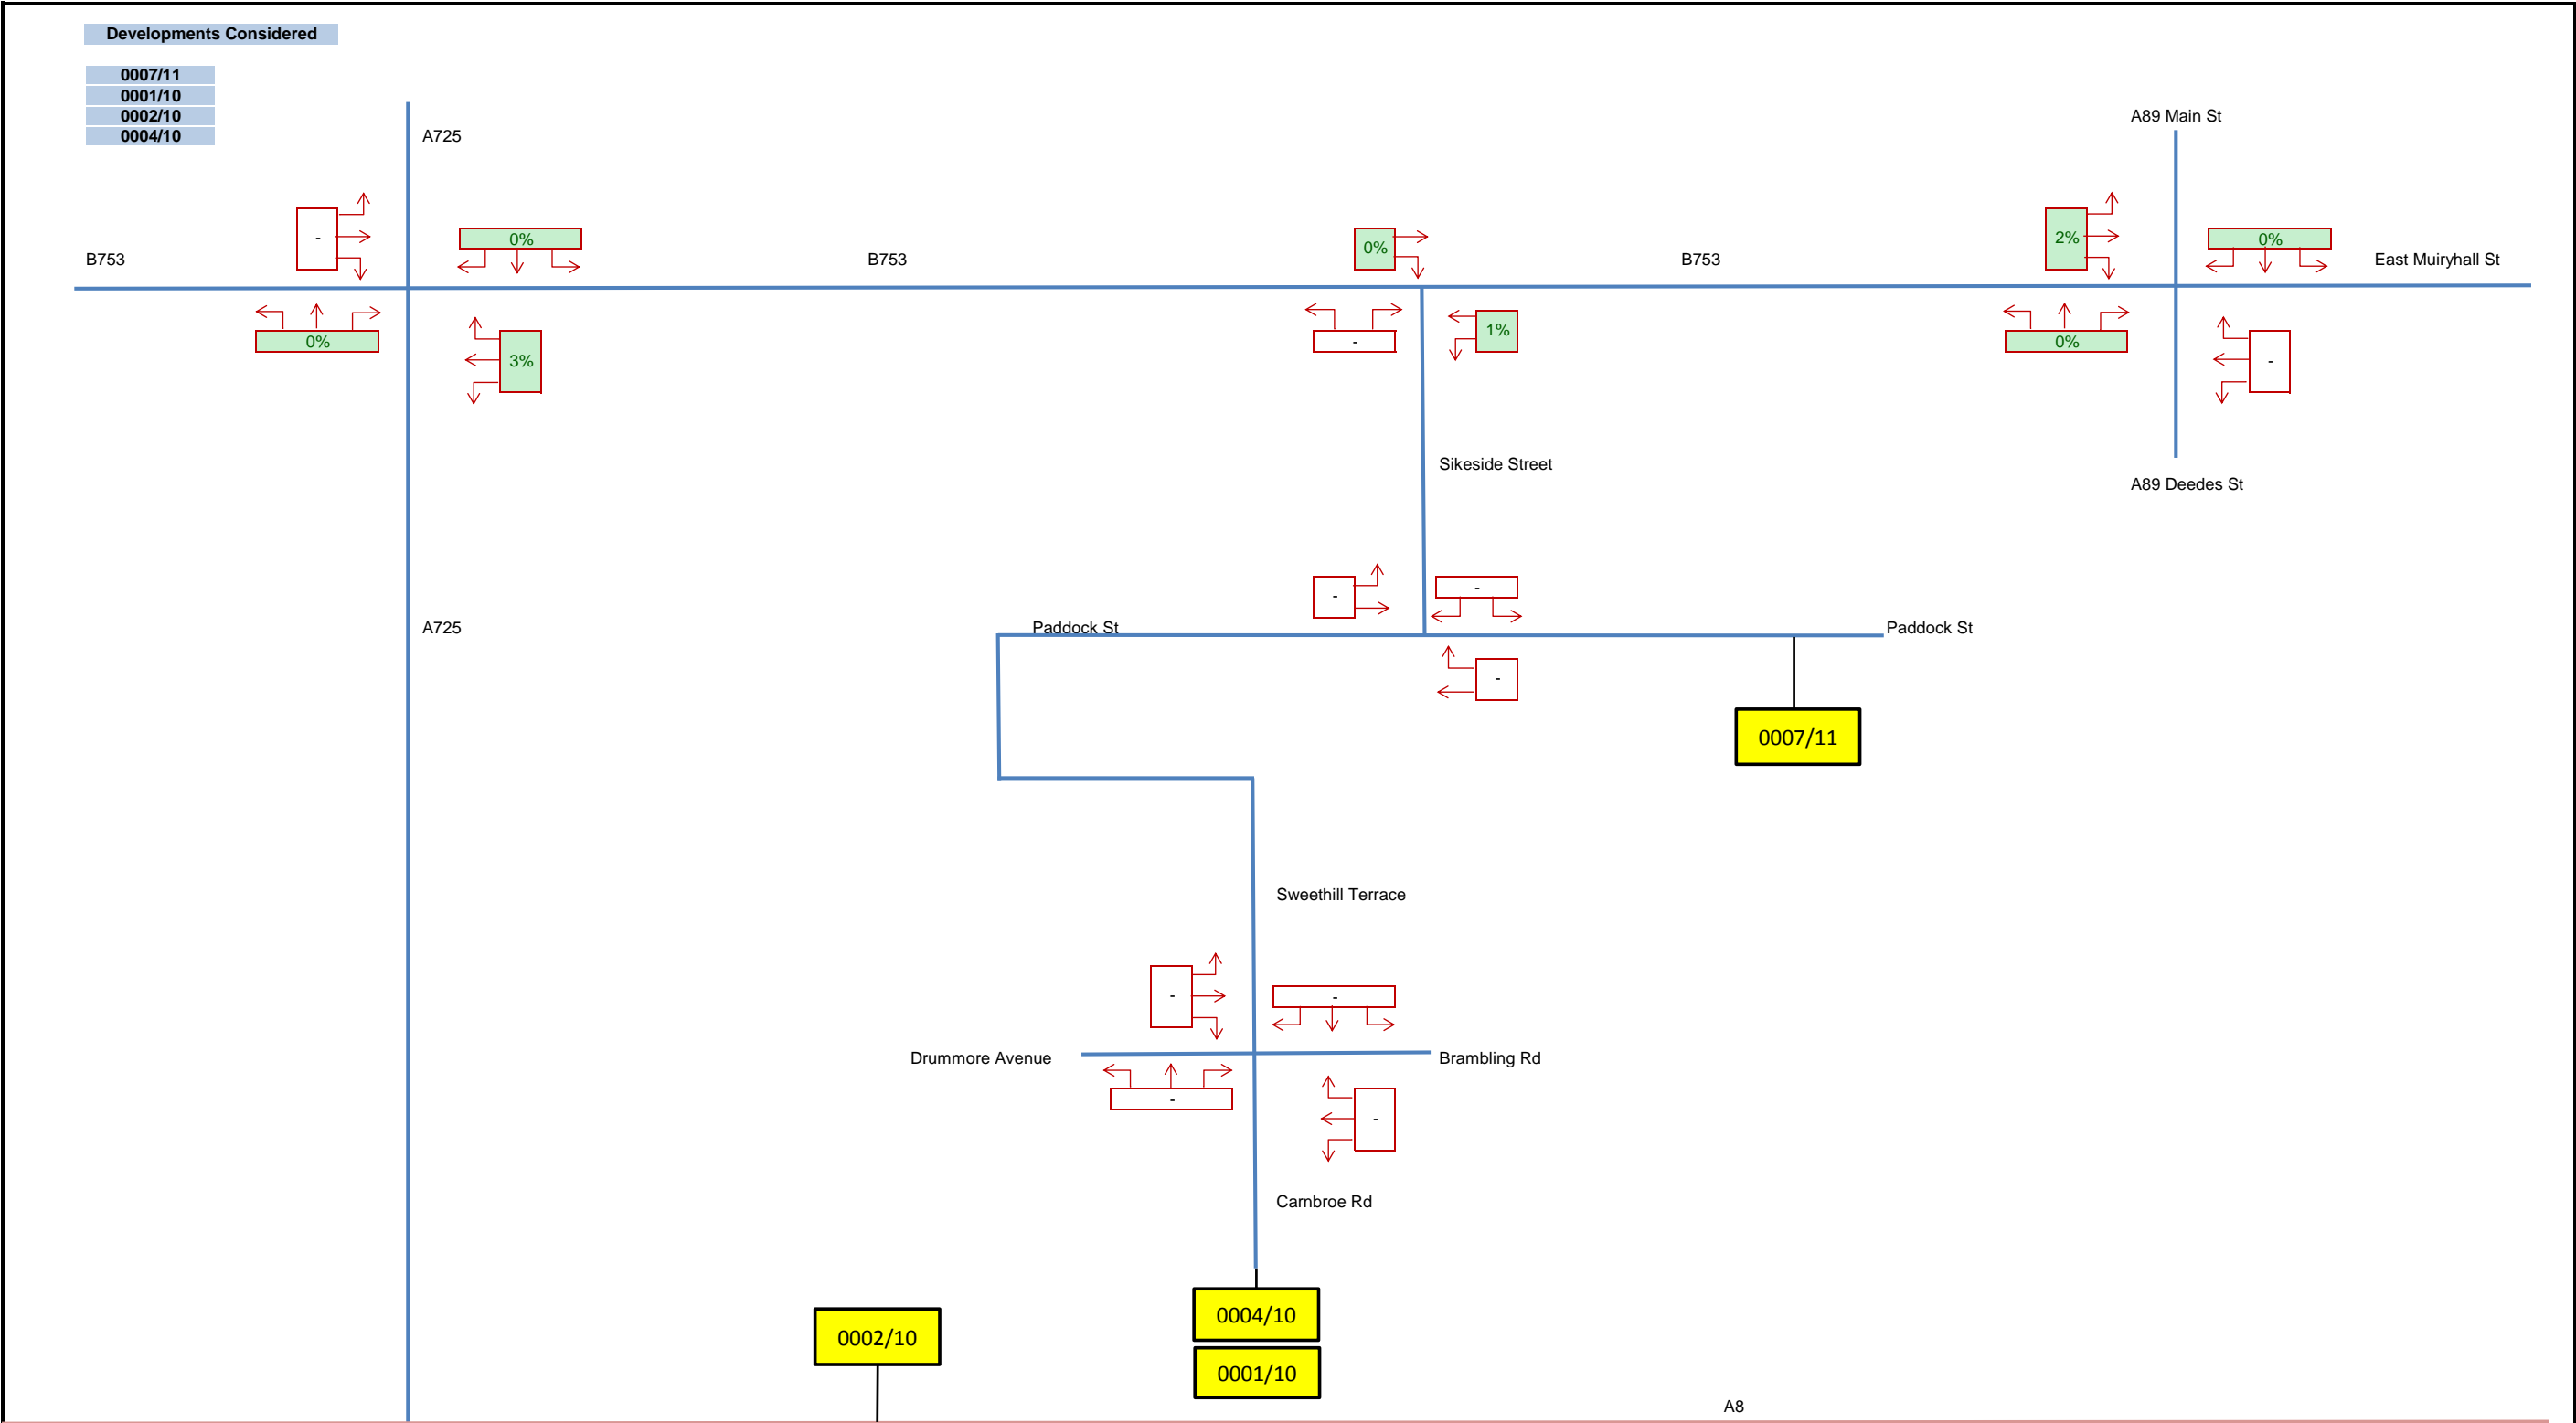 Developments Considered
0007/11
0001/10
0002/10
0004/10
A725
A89 Main St
-
0%
0%
2%
0%
B753
B753
B753
East Muiryhall St
0%
3%
-
1%
0%
-
Sikeside Street
A89 Deedes St
-
-
A725
Paddock St
Paddock St
-
0007/11
Sweethill Terrace
-
-
Drummore Avenue
Brambling Rd
-
-
Carnbroe Rd
0004/10
0002/10
0001/10
A8